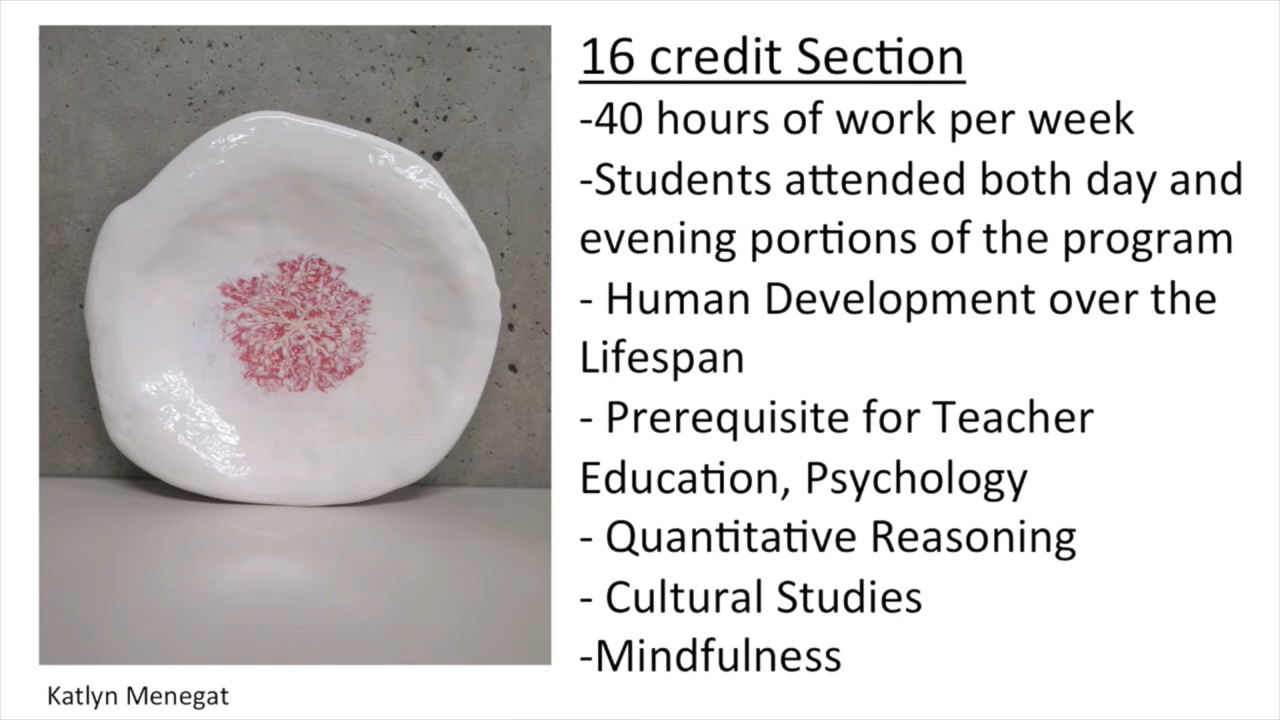 16 credit Section
-40 hours of work per week
-Students attended both day and
evening portions of the program
- Human Development over the
Lifespan
- Prerequisite for Teacher
Education, Psychology
- Quantitative Reasoning
- Cultural Studies
-Mindfulness
Katlyn Menegat